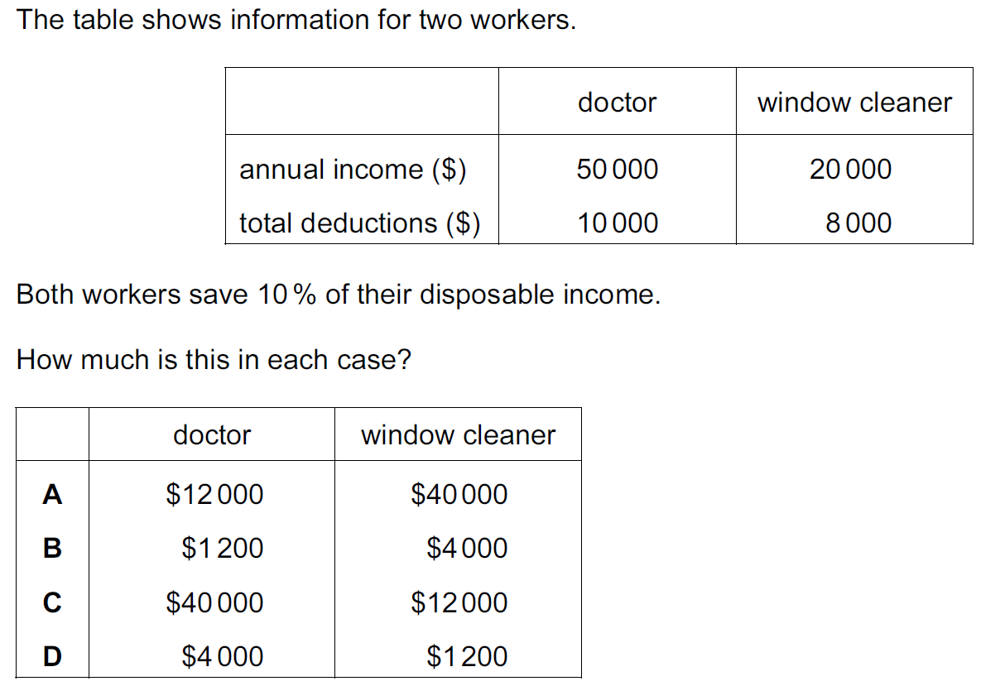 The table shows information for two workers.
doctor window cleaner
annual income ($) 50 000 20 000
total deductions ($) 10 000 8 000
Both workers save 10 % of their disposable income.
How much is this in each case?
doctor window cleaner
A $12 000 $40 000
B $1 200 $4 000
C $40 000 $12 000
D $4 000 $1 200